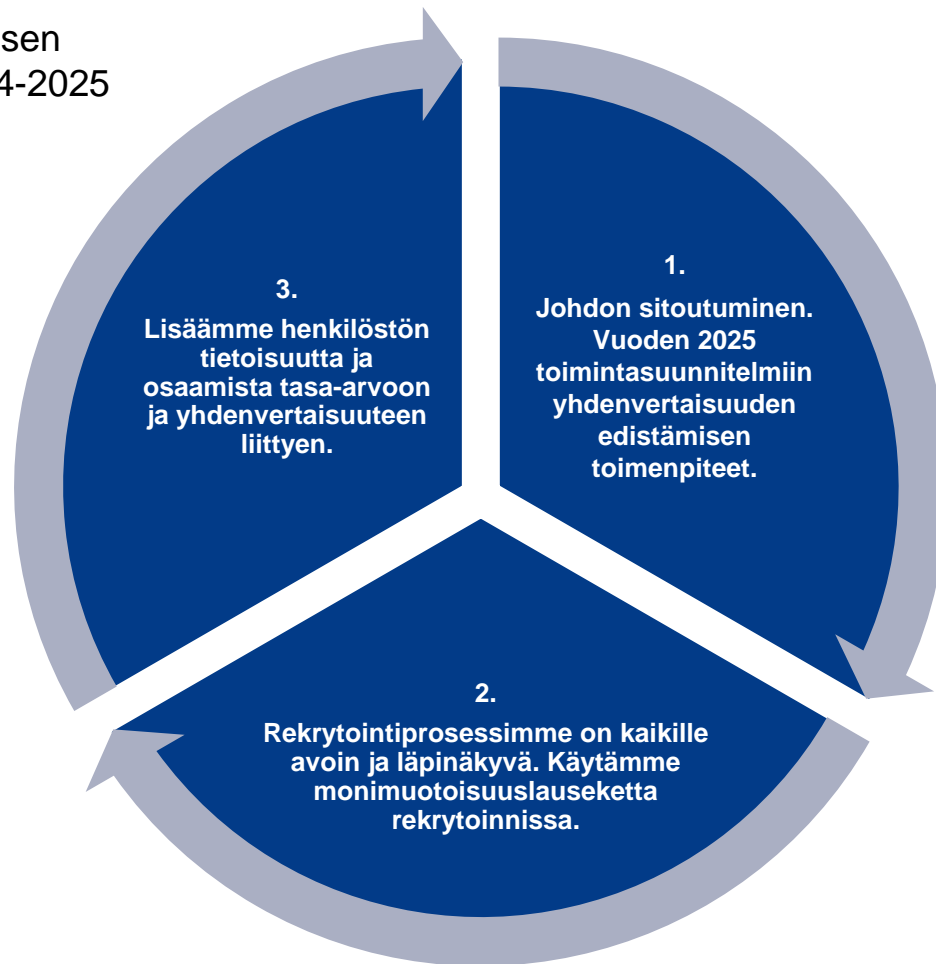 sen
4-2025
1.
Johdon sitoutuminen.
Vuoden 2025
toimintasuunnitelmiin
yhdenvertaisuuden
edistämisen
toimenpiteet.
2.
Rekrytointiprosessimme on kaikille
avoin ja läpinäkyvä. Käytämme
monimuotoisuuslauseketta
rekrytoinnissa.
3.
Lisäämme henkilöstön
tietoisuutta ja
osaamista tasa-arvoon
ja yhdenvertaisuuteen
liittyen.